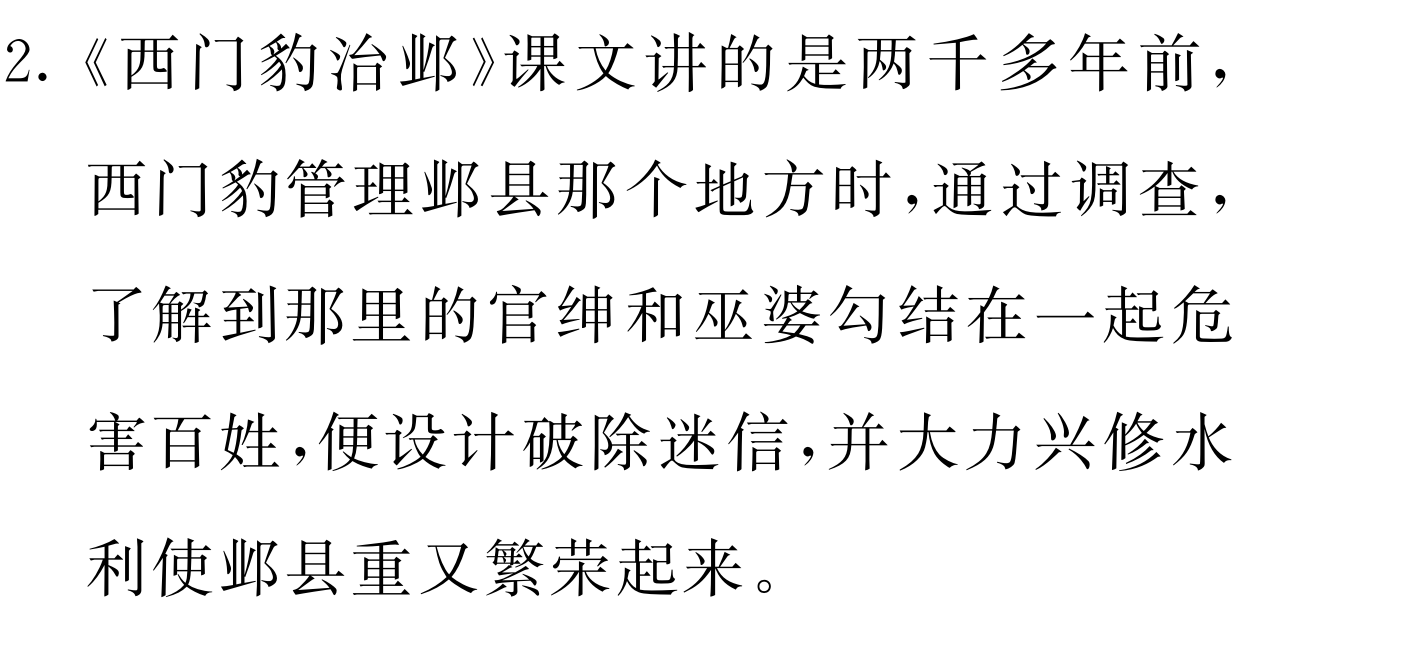 2.《西门豹治邺》课文讲的是两千多年前，
西门豹管理邺县那个地方时，通过调查，
了解到那里的官绅和巫婆勾结在一起危
害百姓，便设计破除迷信，并大力兴修水
利使邺县重又繁荣起来。